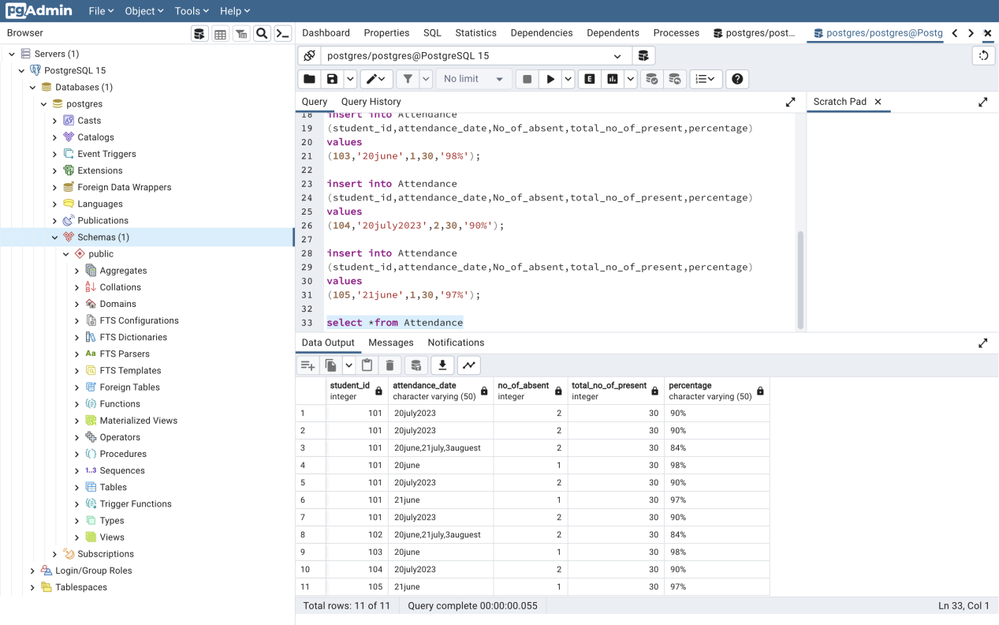 pgAdmin File Object Tools Help
Browser
Dashboard Properties SQL Statistics Dependencies Dependents Processes postgres/post... postgres/postgres@Postg
Servers (1)
PostgreSQL 15
Databases (1)
postgres
Casts
Catalogs
Event Triggers
Extensions
Foreign Data Wrappers
Languages
Publications
Schemas (1)
public
Aggregates
Collations
Domains
FTS Configurations
FTS Dictionaries
Aa FTS Parsers
FTS Templates
Foreign Tables
Functions
Materialized Views
Operators
Procedures
1..3 Sequences
Tables
Trigger Functions
Types
Views
Subscriptions
Login/Group Roles
Tablespaces
postgres/postgres@PostgreSQL 15
No limit
E
Query Query History
Scratch Pad
18 insert into Attendance
19 (student_id,attendance_date,No_of_absent,total_no_of_present,percentage)
20 values
21 (103,'20june',1,30,'98%');
22
23 insert into Attendance
24 (student_id,attendance_date,No_of_absent,total_no_of_present,percentage)
25 values
26 (104,'20july2023',2,30,'90%');
27
28 insert into Attendance
29 (student_id,attendance_date,No_of_absent,total_no_of_present,percentage)
30 values
31 (105,'21june',1,30,'97%');
32
33 select *from Attendance
Data Output Messages Notifications
student_id attendance_date no_of_absent total_no_of_present percentage
integer character varying (50) integer integer character varying (50)
1 101 20july2023 2 30 90%
2 101 20july2023 2 30 90%
3 101 20june,21july,3auguest 2 30 84%
4 101 20june 1 30 98%
5 101 20july2023 2 30 90%
6 101 21june 1 30 97%
7 101 20july2023 2 30 90%
8 102 20june,21july,3auguest 2 30 84%
9 103 20june 1 30 98%
10 104 20july2023 2 30 90%
11 105 21june 1 30 97%
Total rows: 11 of 11 Query complete 00:00:00.055 Ln 33, Col 1